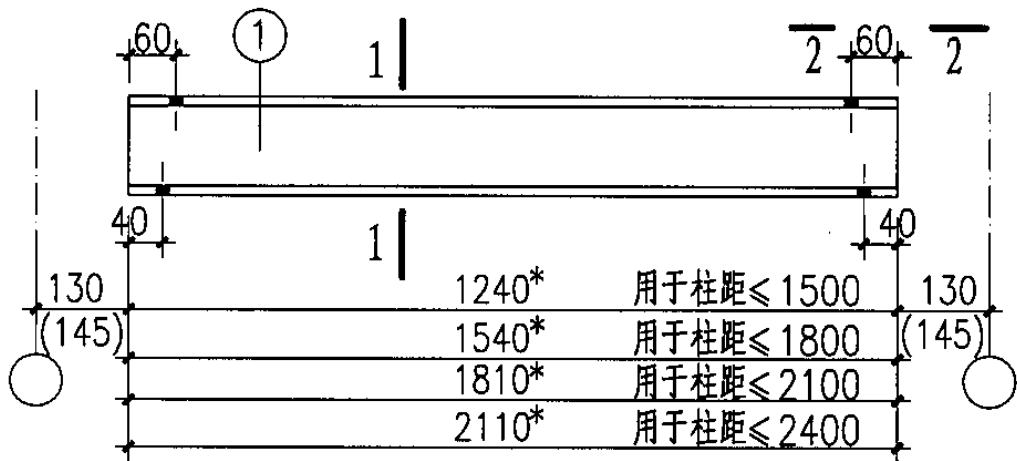 60 1 1 2 60 2
40 1 40
130 1240* 用于柱距≤1500 130
(145) 1540* 用于柱距≤1800 (145)
1810* 用于柱距≤2100
2110* 用于柱距≤2400